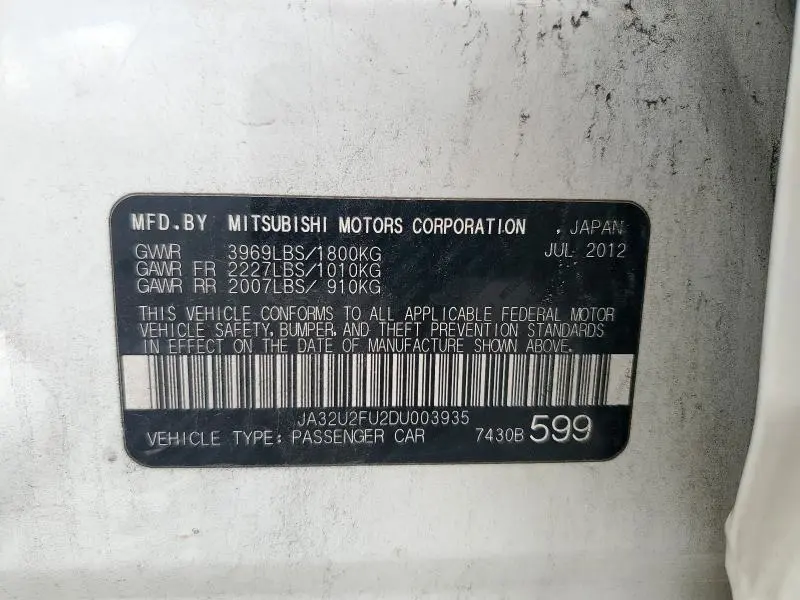 MFD.BY MITSUBISHI MOTORS CORPORATION , JAPAN
GVWR 3969LBS/1800KG JUL 2012
GAWR FR 2227LBS/1010KG
GAWR RR 2007LBS/ 910KG
THIS VEHICLE CONFORMS TO ALL APPLICABLE FEDERAL MOTOR
VEHICLE SAFETY, BUMPER, AND THEFT PREVENTION STANDARDS
IN EFFECT ON THE DATE OF MANUFACTURE SHOWN ABOVE.
JA32U2FU2DU003935
VEHICLE TYPE: PASSENGER CAR 7430B 599